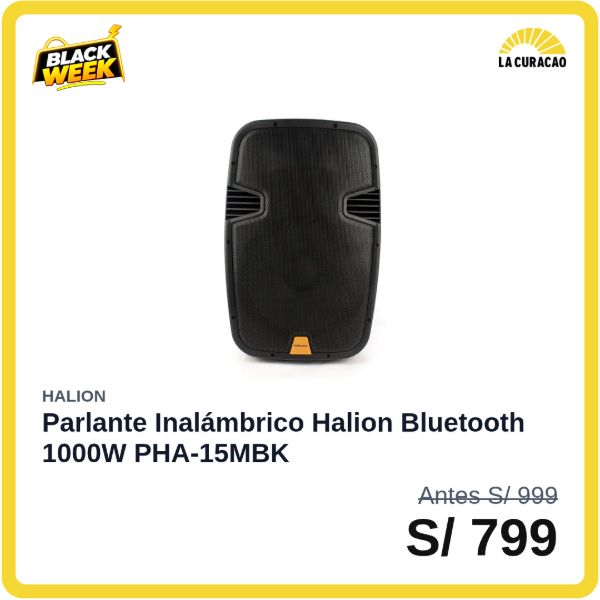 BLACK
WEEK
LA CURACAO
HALION
Parlante Inalámbrico Halion Bluetooth
1000W PHA-15MBK
Antes S/ 999
S/ 799